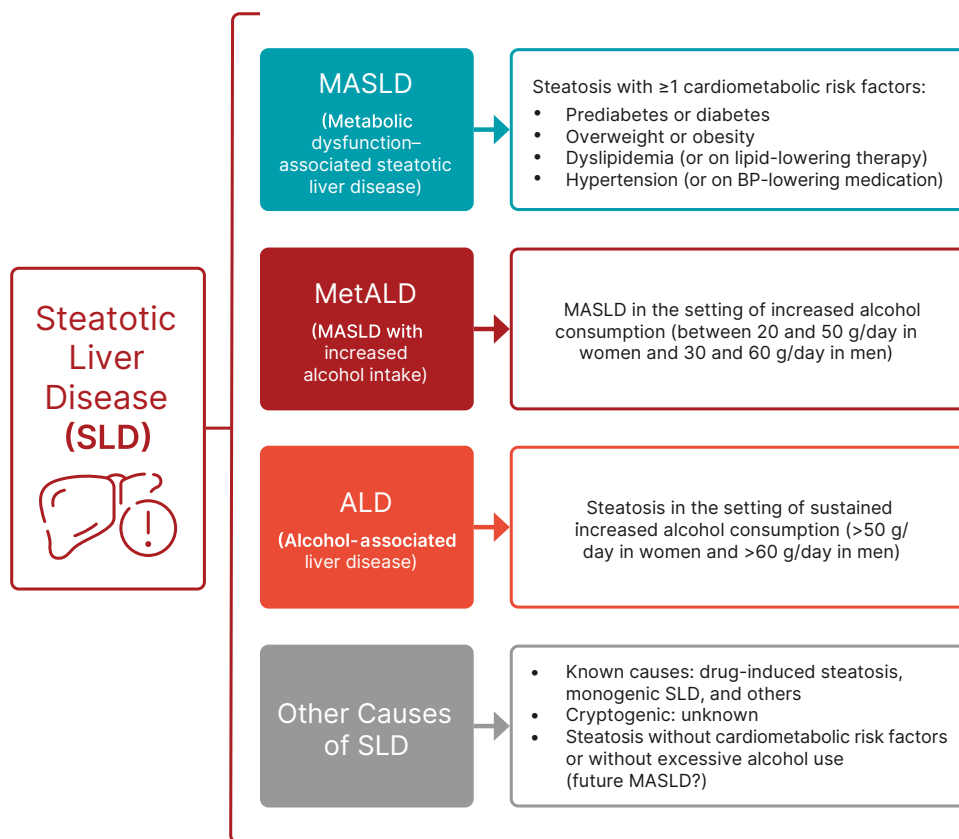 Steatotic
Liver
Disease
(SLD)
MASLD
(Metabolic
dysfunction–
associated steatotic
liver disease)
Steatosis with ≥1 cardiometabolic risk factors:
• Prediabetes or diabetes
• Overweight or obesity
• Dyslipidemia (or on lipid-lowering therapy)
• Hypertension (or on BP-lowering medication)
MetALD
(MASLD with
increased
alcohol intake)
MASLD in the setting of increased alcohol
consumption (between 20 and 50 g/day in
women and 30 and 60 g/day in men)
ALD
(Alcohol-associated
liver disease)
Steatosis in the setting of sustained
increased alcohol consumption (>50 g/
day in women and >60 g/day in men)
Other Causes
of SLD
• Known causes: drug-induced steatosis,
monogenic SLD, and others
• Cryptogenic: unknown
• Steatosis without cardiometabolic risk factors
or without excessive alcohol use
(future MASLD?)